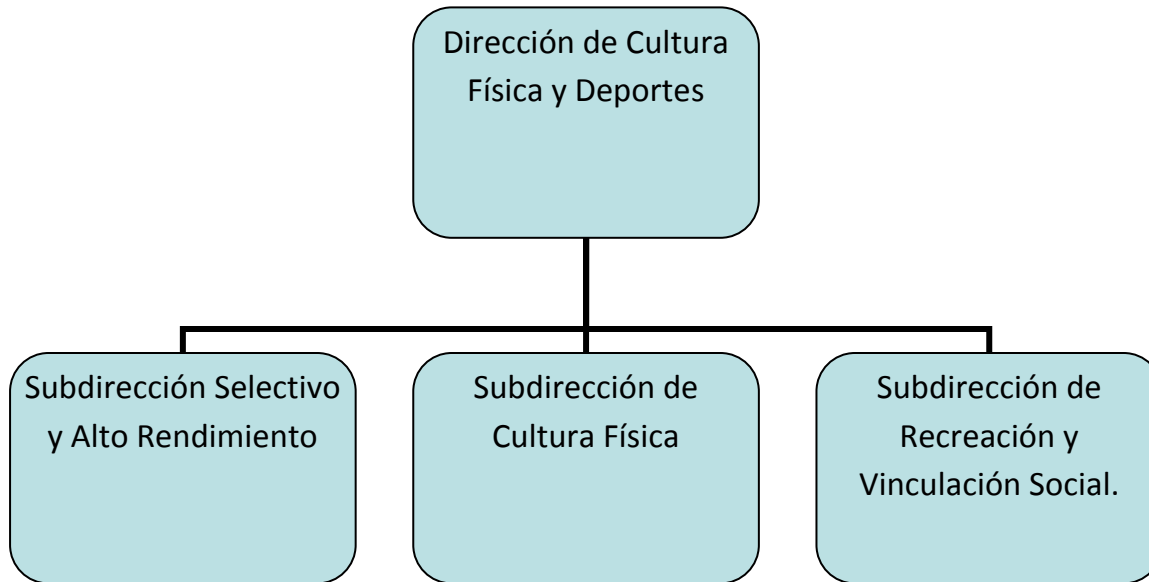 Dirección de Cultura
Física y Deportes
Subdirección Selectivo
y Alto Rendimiento
Subdirección de
Cultura Física
Subdirección de
Recreación y
Vinculación Social.